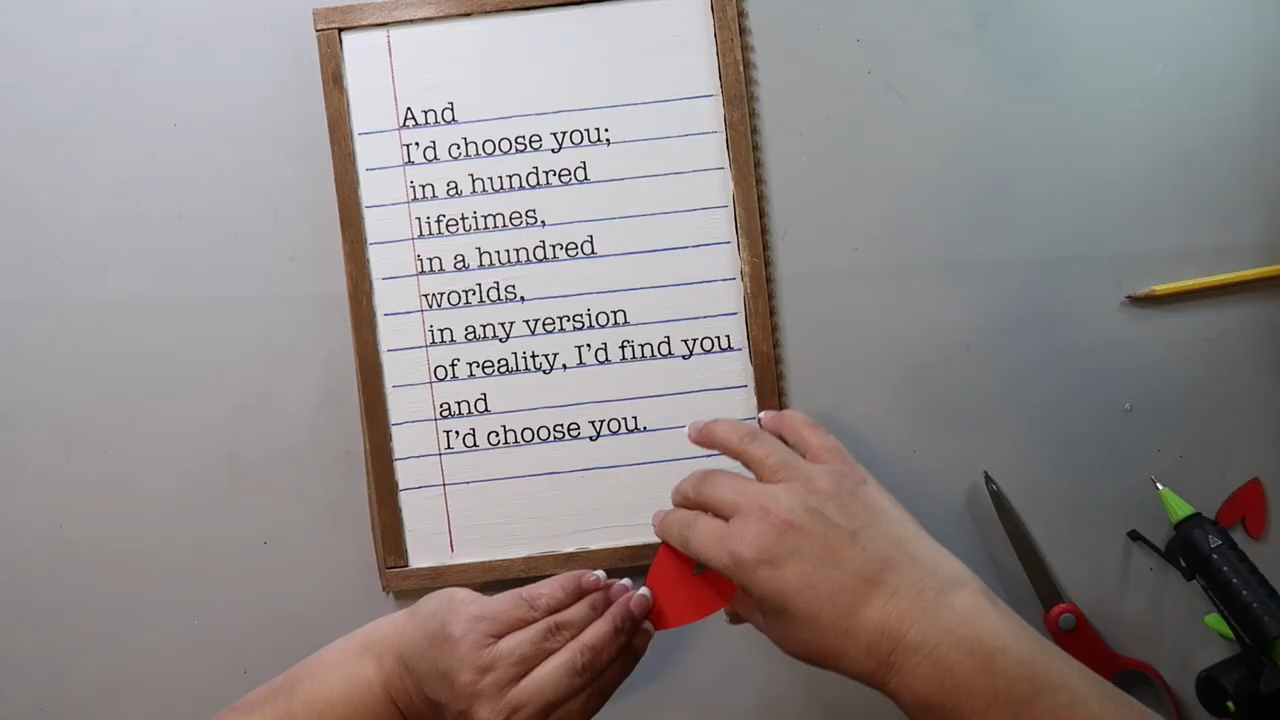 And
I'd choose you;
in a hundred
lifetimes,
in a hundred
worlds,
in any version
of reality, I'd find you
and
I'd choose you.